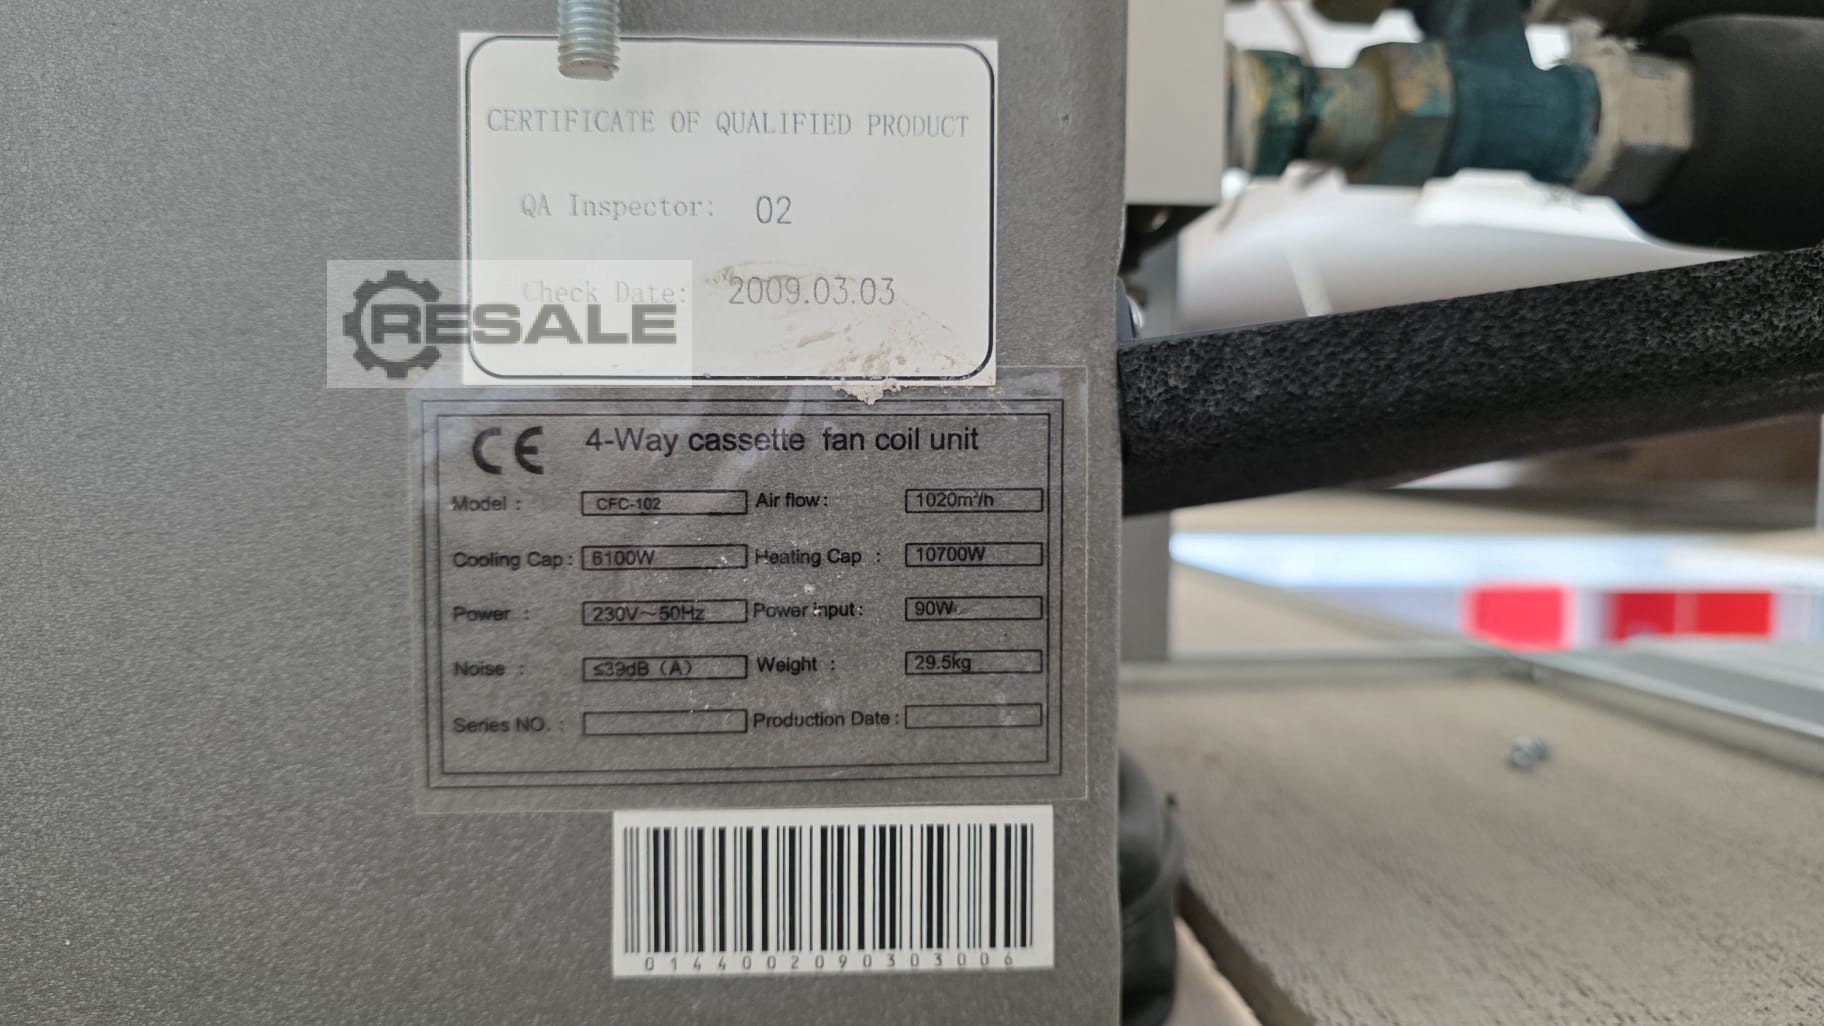 CERTIFICATE OF QUALIFIED PRODUCT
QA Inspector: 02
Check Date: 2009.03.03
RESALE
CE 4-Way cassette fan coil unit
Model : CFC-102 Air flow: 1020m³/h
Cooling Cap: 6100W Heating Cap : 10700W
Power : 230V~50Hz Power input: 90W
Noise : ≤39dB (A) Weight : 29.5kg
Series NO. : Production Date:
0144002090303006